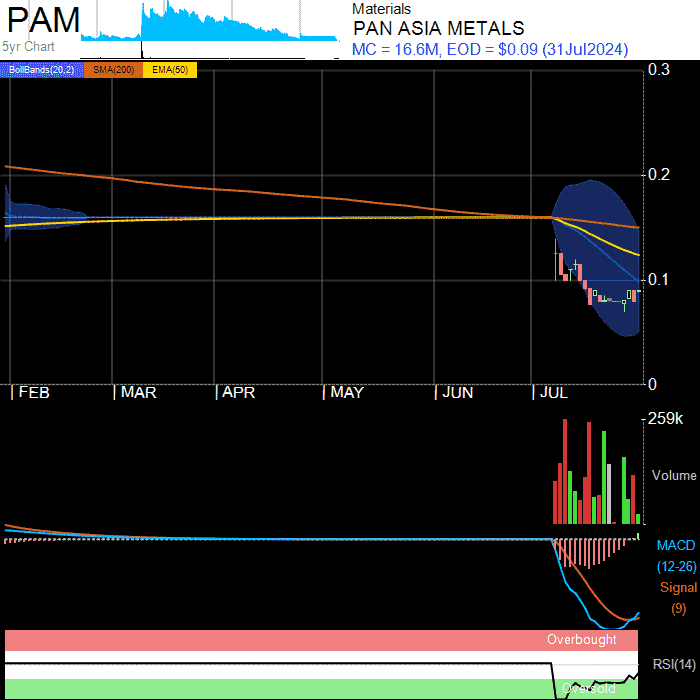 PAM
5yr Chart
Materials
PAN ASIA METALS
MC = 16.6M, EOD = $0.09 (31Jul2024)
BollBands(20,2) SMA(200) EMA(50)
0.3
0.2
0.1
0
| FEB | MAR | APR | MAY | JUN | JUL
259k
Volume
MACD
(12-26)
Signal
(9)
Overbought
RSI(14)
Oversold